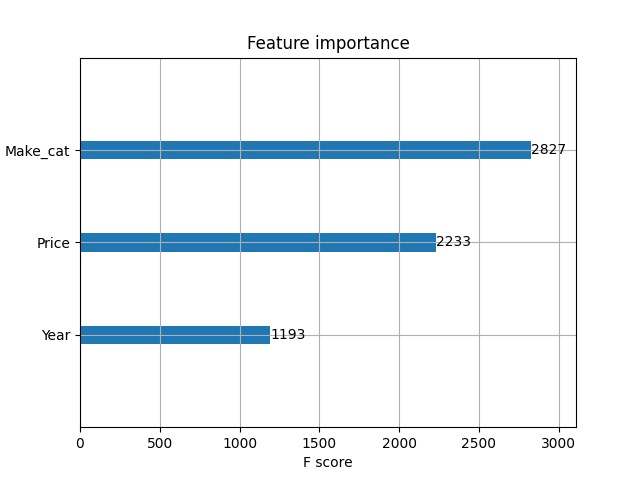 Feature importance
Make_cat 2827
Price 2233
Year 1193
0 500 1000 1500 2000 2500 3000
F score